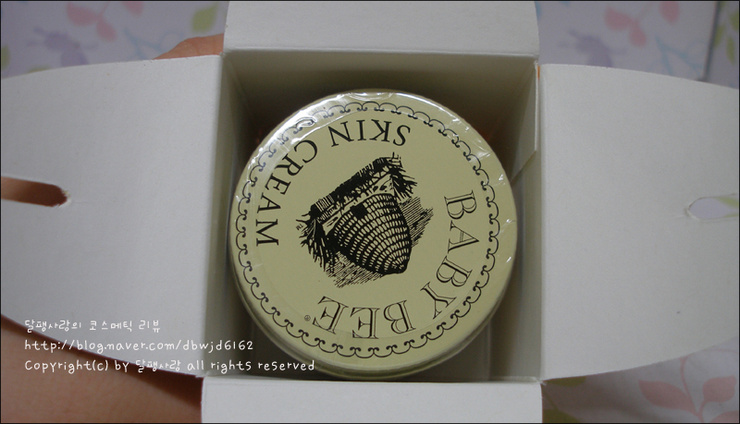 BABY BEE®
SKIN CREAM
달팽사랑의 코스메틱 리뷰
http://blog.naver.com/dbwjd6162
Copyright(c) by 달팽사랑 all rights reserved